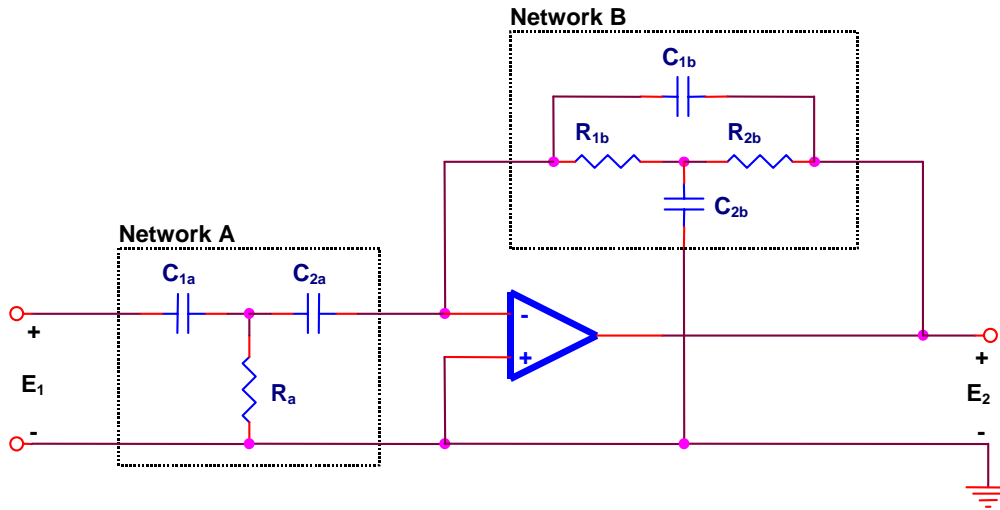 Network B
C1b
R1b
R2b
C2b
Network A
C1a
C2a
-
+
+
+
E1
Ra
E2
-
-